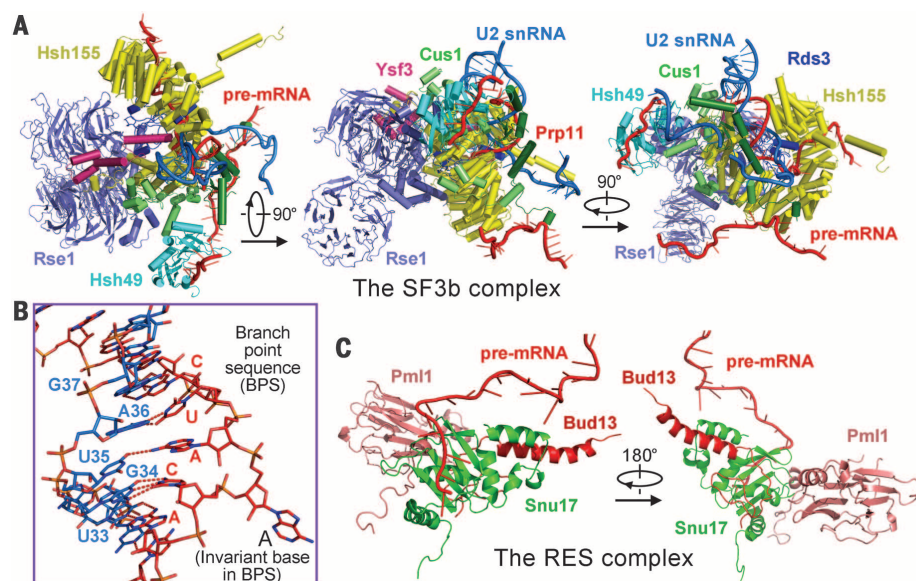 A
Hsh155
pre-mRNA
Rse1
Hsh49
90°
U2 snRNA
Cus1
Ysf3
Prp11
Rse1
90°
U2 snRNA
Rds3
Cus1
Hsh49
Hsh155
Rse1
pre-mRNA
The SF3b complex
B
Branch
point
sequence
(BPS)
C
G37
A36
U
U35
A
G34
C
U33
A
A
(Invariant base
in BPS)
C
pre-mRNA
Pml1
Bud13
Snu17
180°
pre-mRNA
Bud13
Pml1
Snu17
The RES complex